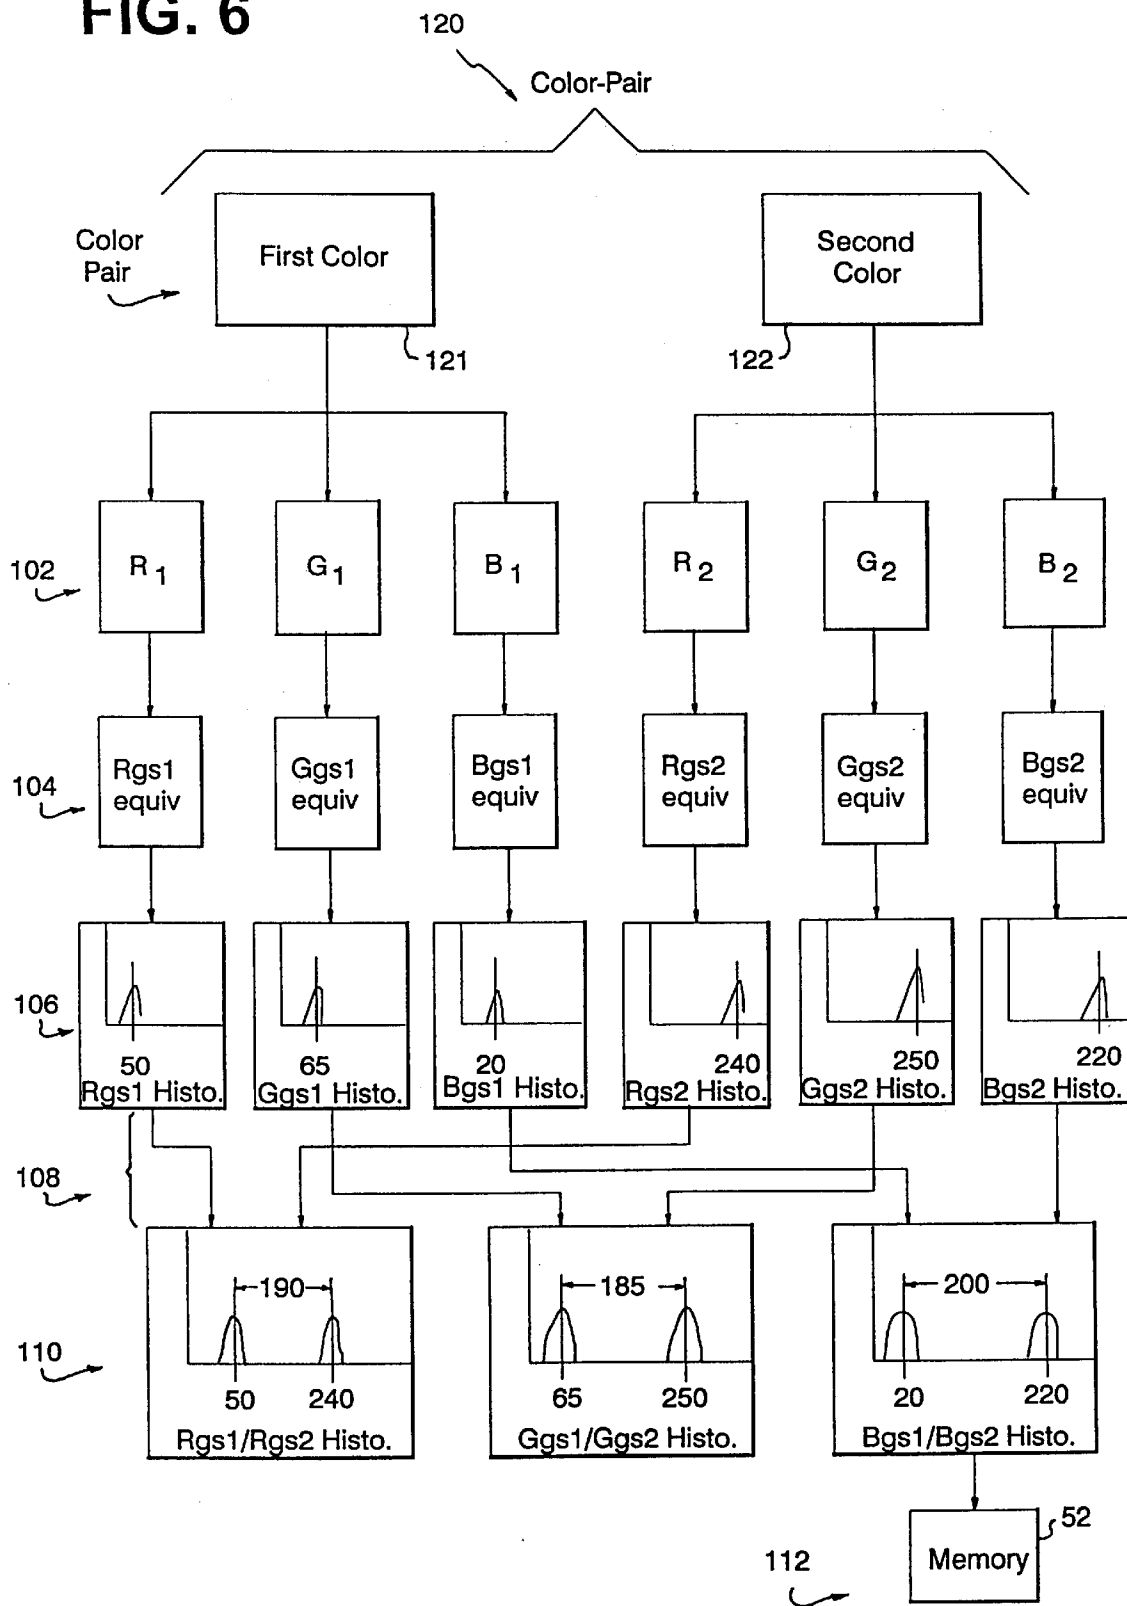 FIG. 6
120
Color-Pair
Color
Pair
First Color
Second
Color
121
122
102
R1
G1
B1
R2
G2
B2
104
Rgs1
equiv
Ggs1
equiv
Bgs1
equiv
Rgs2
equiv
Ggs2
equiv
Bgs2
equiv
106
50
Rgs1 Histo.
65
Ggs1 Histo.
20
Bgs1 Histo.
240
Rgs2 Histo.
250
Ggs2 Histo.
220
Bgs2 Histo.
108
110
190
50 240
Rgs1/Rgs2 Histo.
185
65 250
Ggs1/Ggs2 Histo.
200
20 220
Bgs1/Bgs2 Histo.
52
Memory
112